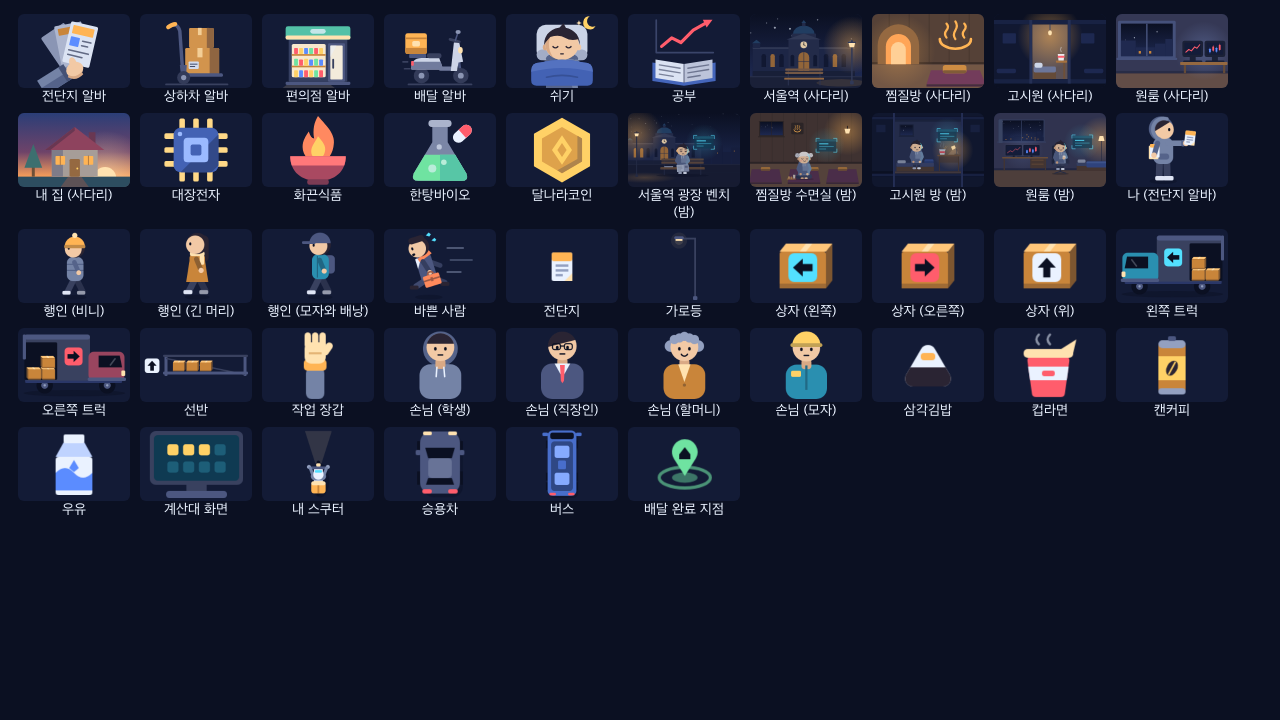 전단지 알바
상하차 알바
편의점 알바
배달 알바
쉬기
공부
서울역 (사다리)
찜질방 (사다리)
고시원 (사다리)
원룸 (사다리)
내 집 (사다리)
대장전자
화끈식품
한탕바이오
달나라코인
서울역 광장 벤치
(밤)
찜질방 수면실 (밤)
고시원 방 (밤)
원룸 (밤)
나 (전단지 알바)
행인 (비니)
행인 (긴 머리)
행인 (모자와 배낭)
바쁜 사람
전단지
가로등
상자 (왼쪽)
상자 (오른쪽)
상자 (위)
왼쪽 트럭
오른쪽 트럭
선반
작업 장갑
손님 (학생)
손님 (직장인)
손님 (할머니)
손님 (모자)
삼각김밥
컵라면
캔커피
우유
계산대 화면
내 스쿠터
승용차
버스
배달 완료 지점